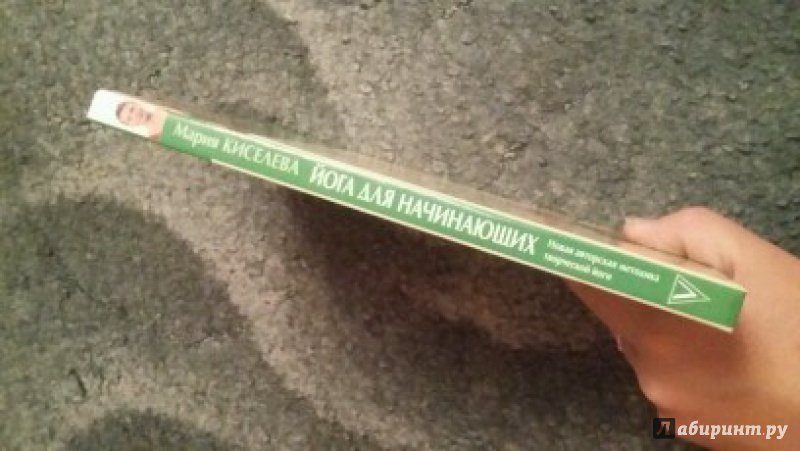 Мария КИСЕЛЕВА ЙОГА ДЛЯ НАЧИНАЮЩИХ
Новая авторская методика
творческой йоги
Лабиринт.ру